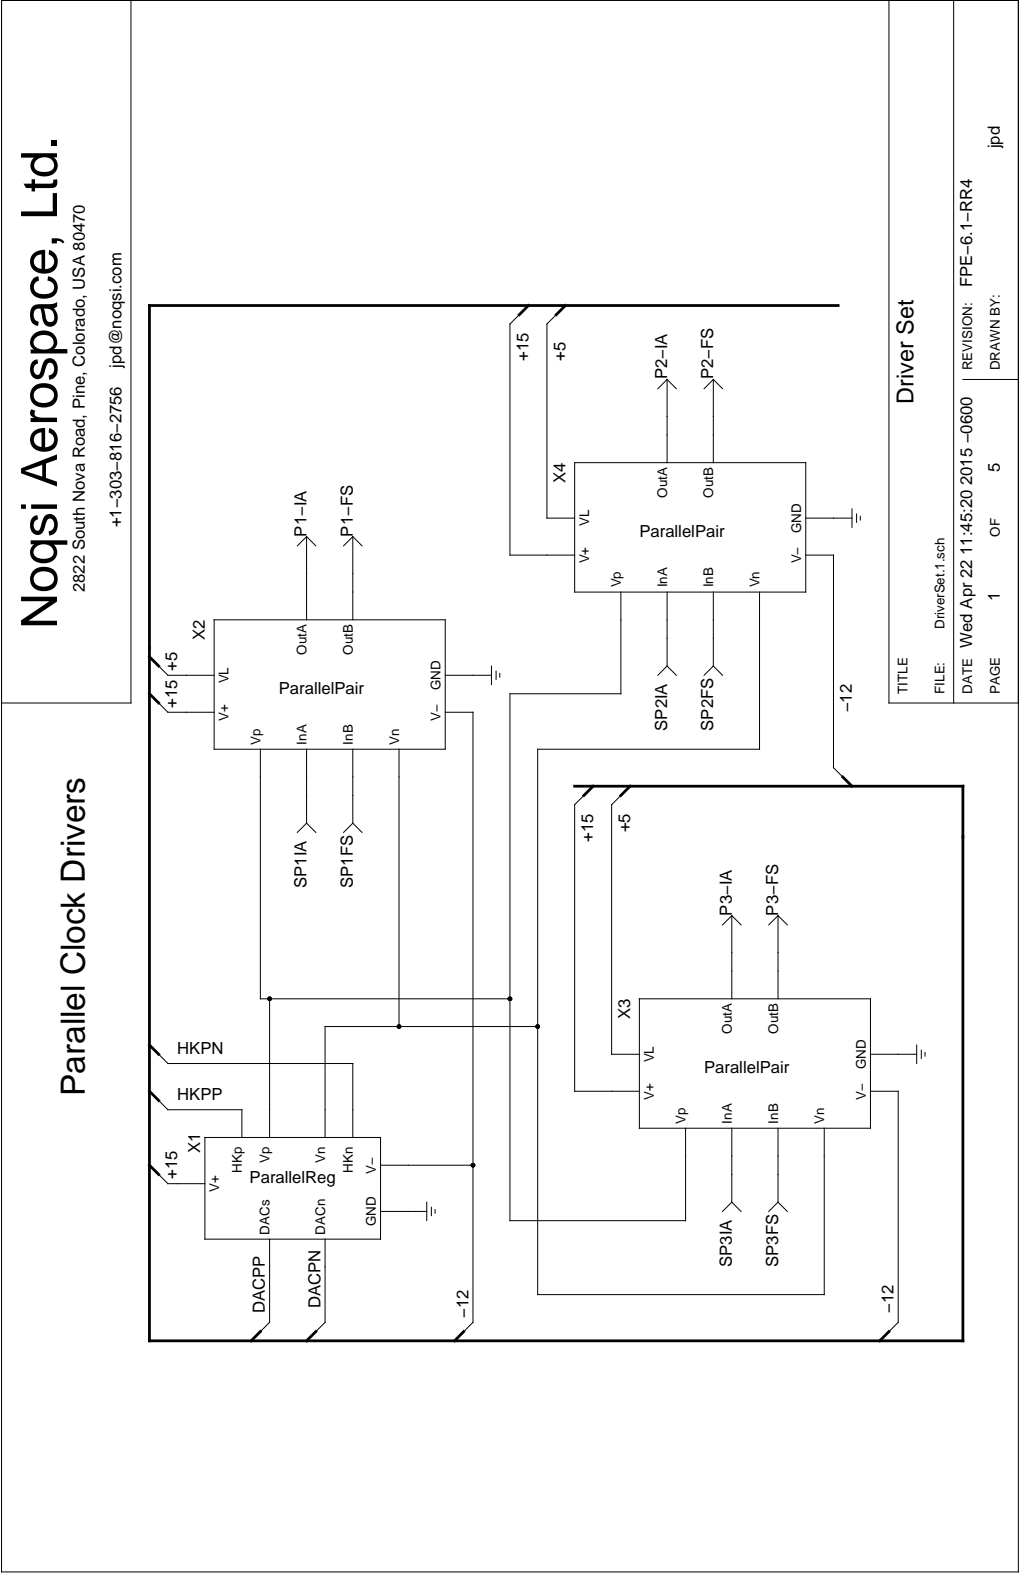 Noqsi Aerospace, Ltd.
2822 South Nova Road, Pine, Colorado, USA 80470
+1−303−816−2756 jpd@noqsi.com
Parallel Clock Drivers
+15
HKPP
HKPN
+15
+5
X1
V+
HKp
Vp
Vn
HKn
V−
ParallelReg
DACs
DACn
GND
DACPP
DACPN
−12
X2
V+
VL
Vp
InA
InB
Vn
ParallelPair
OutA
OutB
V−
GND
SP1IA
SP1FS
P1−IA
P1−FS
+15
+5
X4
V+
VL
Vp
InA
InB
Vn
ParallelPair
OutA
OutB
V−
GND
SP2IA
SP2FS
P2−IA
P2−FS
−12
+15
+5
X3
V+
VL
Vp
InA
InB
Vn
ParallelPair
OutA
OutB
V−
GND
SP3IA
SP3FS
P3−IA
P3−FS
−12
TITLE
Driver Set
FILE: DriverSet.1.sch
DATE Wed Apr 22 11:45:20 2015 −0600
REVISION: FPE−6.1−RR4
PAGE 1 OF 5
DRAWN BY: jpd